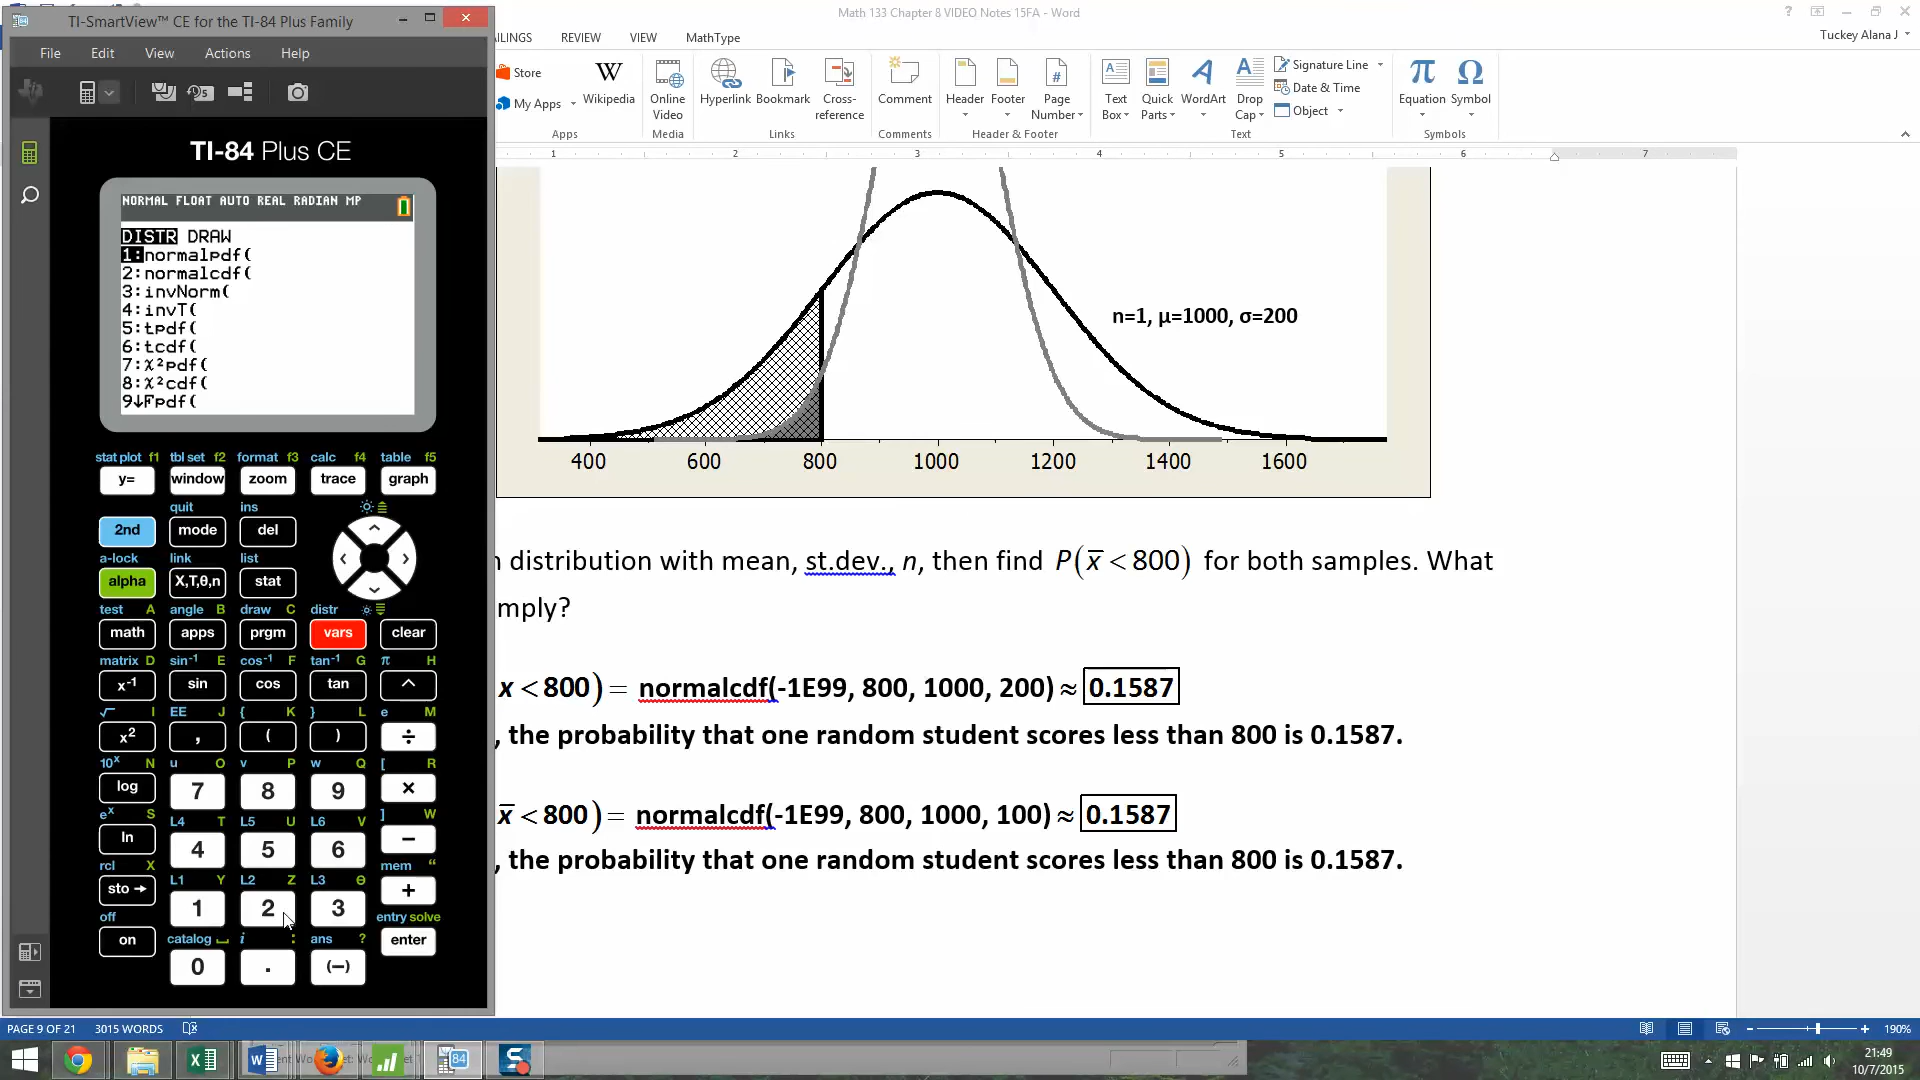 TI-SmartView™ CE for the TI-84 Plus Family
File Edit View Actions Help
TI-84 Plus CE
NORMAL FLOAT AUTO REAL RADIAN MP
DISTR DRAW
1:normalpdf(
2:normalcdf(
3:invNorm(
4:invT(
5:tpdf(
6:tcdf(
7:χ²pdf(
8:χ²cdf(
9↓Fpdf(
stat plot f1 tbl set f2 format f3 calc f4 table f5
y= window zoom trace graph
quit ins
2nd mode del
a-lock link list
alpha X,T,θ,n stat
test A angle B draw C distr
math apps prgm vars clear
matrix D sin⁻¹ E cos⁻¹ F tan⁻¹ G π H
x⁻¹ sin cos tan ^
√ I EE J { K } L e M
x² , ( ) ÷
10ˣ N u O v P w Q [ R
log 7 8 9 ×
eˣ S L4 T L5 U L6 V ] W
ln 4 5 6 −
rcl X L1 Y L2 Z L3 θ mem "
sto → 1 2 3 +
off catalog i : ans ? entry solve
on 0 . (−) enter
Math 133 Chapter 8 VIDEO Notes 15FA - Word
AILINGS REVIEW VIEW MathType
Tuckey Alana J
Store
My Apps
Wikipedia
Online Video
Hyperlink Bookmark Cross-reference
Comment
Header Footer Page Number
Text Box Quick Parts WordArt Drop Cap
Signature Line
Date & Time
Object
Equation Symbol
Apps Media Links Comments Header & Footer Text Symbols
1 2 3 4 5 6 7
n=1, μ=1000, σ=200
400 600 800 1000 1200 1400 1600
distribution with mean, st.dev., n, then find P(x̄ < 800) for both samples. What
mply?
x < 800) = normalcdf(-1E99, 800, 1000, 200) ≈ 0.1587
, the probability that one random student scores less than 800 is 0.1587.
x̄ < 800) = normalcdf(-1E99, 800, 1000, 100) ≈ 0.1587
, the probability that one random student scores less than 800 is 0.1587.
PAGE 9 OF 21 3015 WORDS
190%
84
21:49
10/7/2015